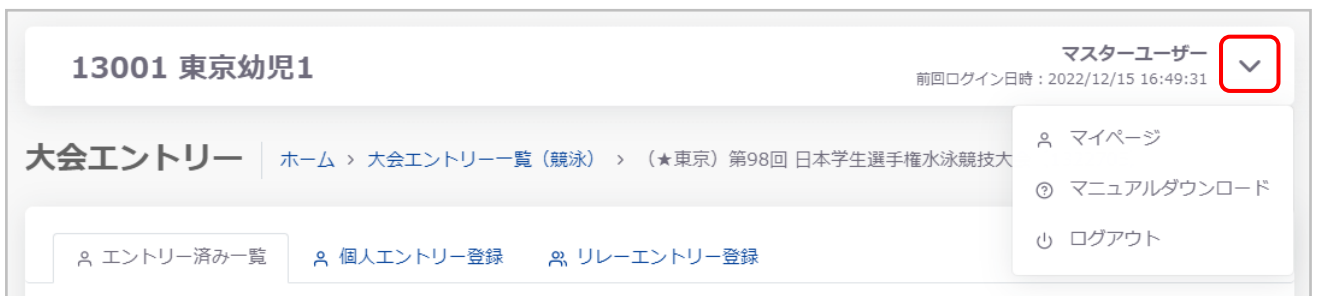 13001 東京幼児1
マスターユーザー
前回ログイン日時：2022/12/15 16:49:31
大会エントリー ホーム > 大会エントリー一覧（競泳） > （★東京）第98回 日本学生選手権水泳競技大
マイページ
マニュアルダウンロード
ログアウト
エントリー済み一覧 個人エントリー登録 リレーエントリー登録